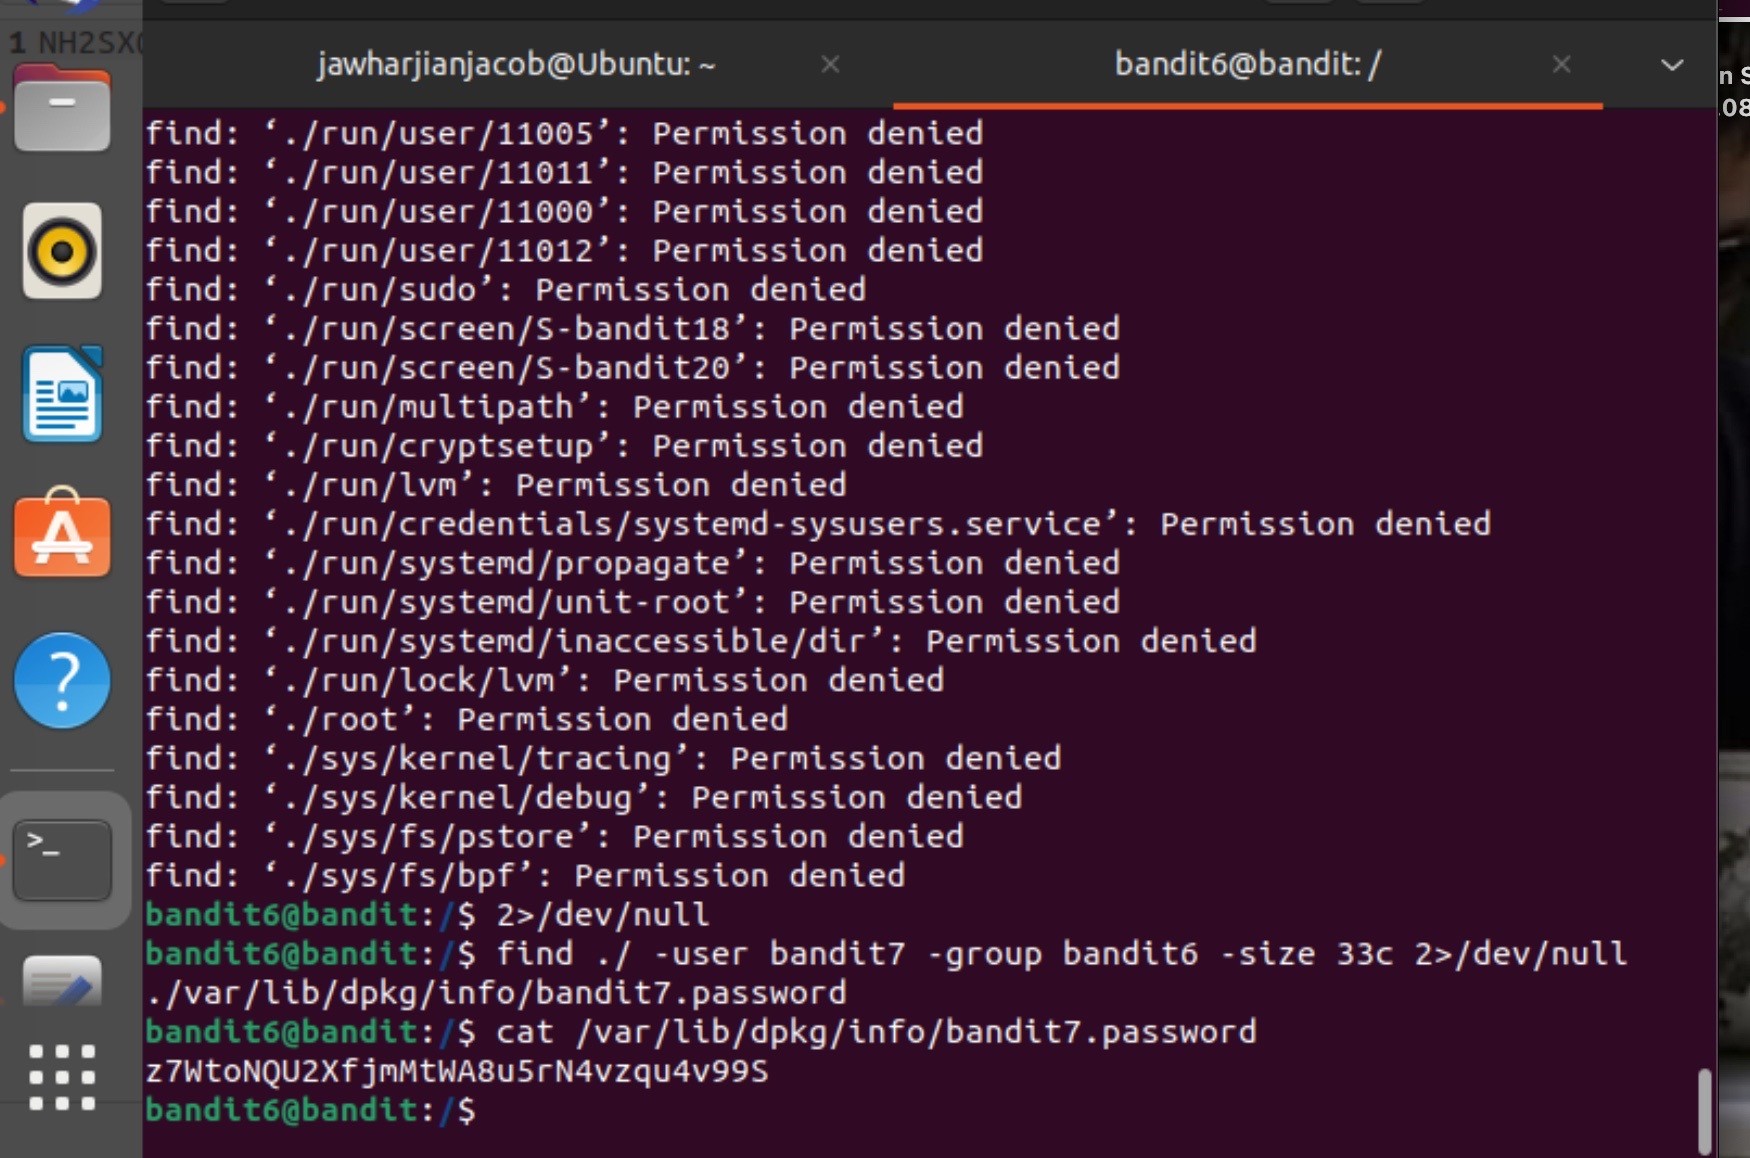 1 NH2SX
jawharjianjacob@Ubuntu: ~
bandit6@bandit: /
n S
08
find: ‘./run/user/11005’: Permission denied
find: ‘./run/user/11011’: Permission denied
find: ‘./run/user/11000’: Permission denied
find: ‘./run/user/11012’: Permission denied
find: ‘./run/sudo’: Permission denied
find: ‘./run/screen/S-bandit18’: Permission denied
find: ‘./run/screen/S-bandit20’: Permission denied
find: ‘./run/multipath’: Permission denied
find: ‘./run/cryptsetup’: Permission denied
find: ‘./run/lvm’: Permission denied
find: ‘./run/credentials/systemd-sysusers.service’: Permission denied
find: ‘./run/systemd/propagate’: Permission denied
find: ‘./run/systemd/unit-root’: Permission denied
find: ‘./run/systemd/inaccessible/dir’: Permission denied
find: ‘./run/lock/lvm’: Permission denied
find: ‘./root’: Permission denied
find: ‘./sys/kernel/tracing’: Permission denied
find: ‘./sys/kernel/debug’: Permission denied
find: ‘./sys/fs/pstore’: Permission denied
find: ‘./sys/fs/bpf’: Permission denied
bandit6@bandit:/$ 2>/dev/null
bandit6@bandit:/$ find ./ -user bandit7 -group bandit6 -size 33c 2>/dev/null
./var/lib/dpkg/info/bandit7.password
bandit6@bandit:/$ cat /var/lib/dpkg/info/bandit7.password
z7WtoNQU2XfjmMtWA8u5rN4vzqu4v99S
bandit6@bandit:/$